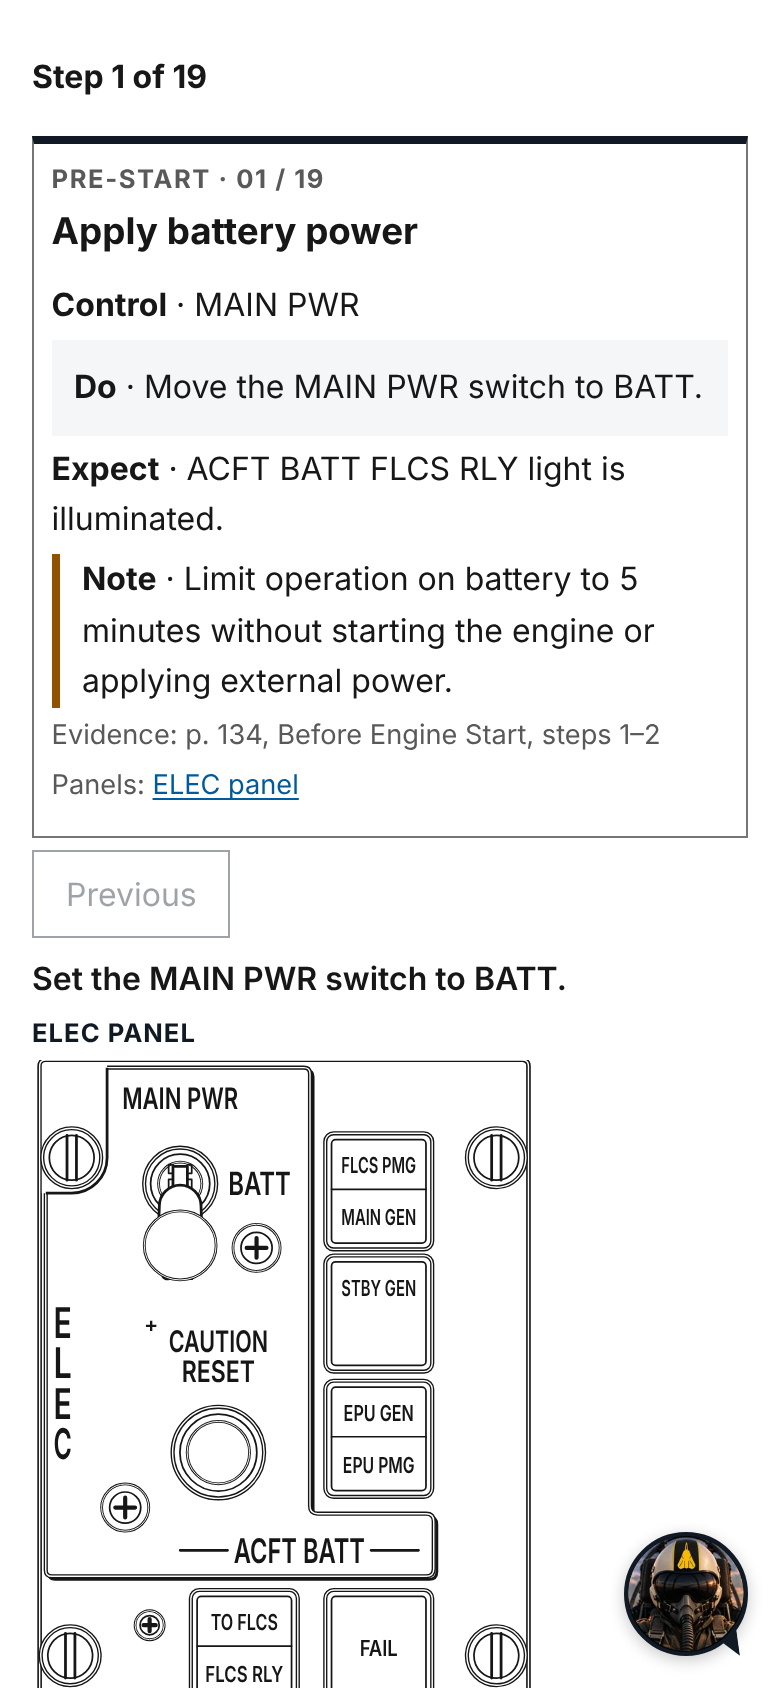 Step 1 of 19
PRE-START · 01 / 19
Apply battery power
Control · MAIN PWR
Do · Move the MAIN PWR switch to BATT.
Expect · ACFT BATT FLCS RLY light is
illuminated.
Note · Limit operation on battery to 5
minutes without starting the engine or
applying external power.
Evidence: p. 134, Before Engine Start, steps 1–2
Panels: ELEC panel
Previous
Set the MAIN PWR switch to BATT.
ELEC PANEL
MAIN PWR
BATT
FLCS PMG
MAIN GEN
STBY GEN
ELEC
+
CAUTION
RESET
EPU GEN
EPU PMG
ACFT BATT
TO FLCS
FLCS RLY
FAIL